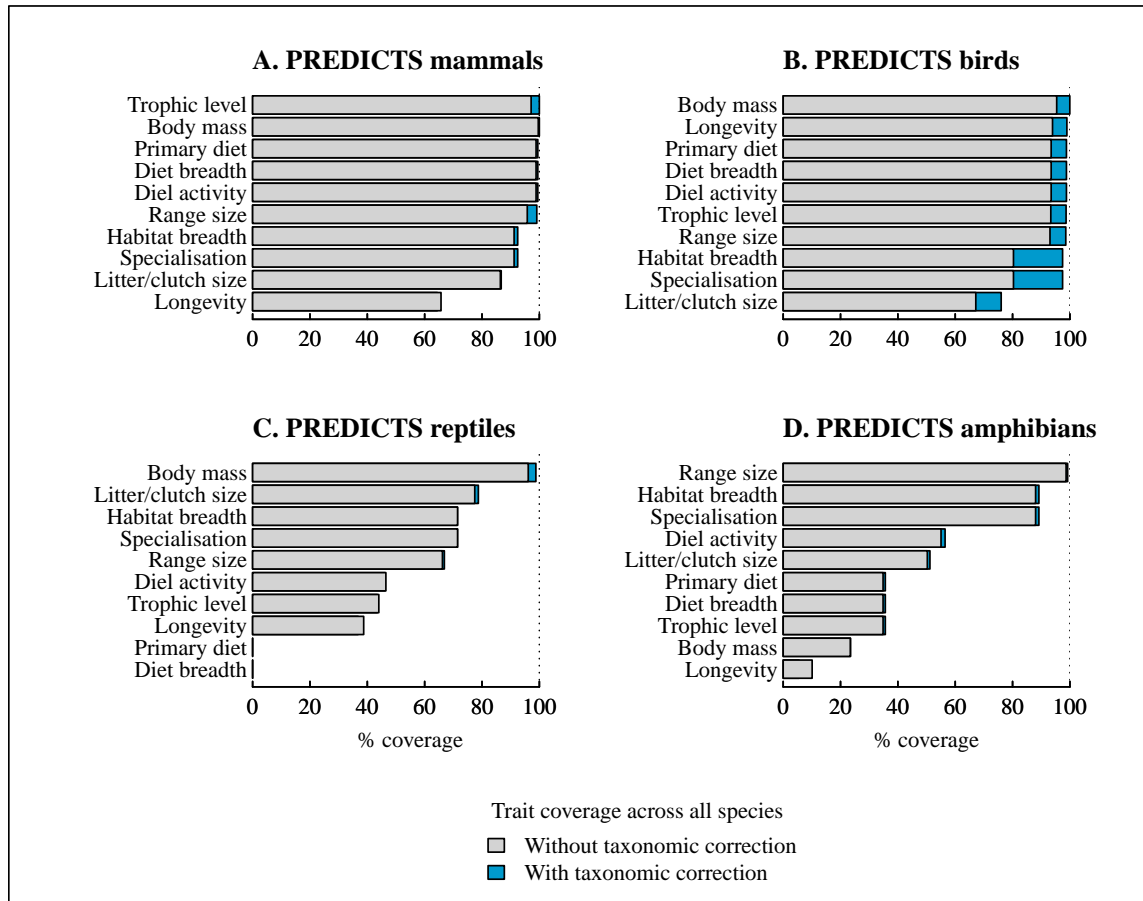 A. PREDICTS mammals
Trophic level
Body mass
Primary diet
Diet breadth
Diel activity
Range size
Habitat breadth
Specialisation
Litter/clutch size
Longevity
0 20 40 60 80 100
B. PREDICTS birds
Body mass
Longevity
Primary diet
Diet breadth
Diel activity
Trophic level
Range size
Habitat breadth
Specialisation
Litter/clutch size
0 20 40 60 80 100
C. PREDICTS reptiles
Body mass
Litter/clutch size
Habitat breadth
Specialisation
Range size
Diel activity
Trophic level
Longevity
Primary diet
Diet breadth
0 20 40 60 80 100
% coverage
D. PREDICTS amphibians
Range size
Habitat breadth
Specialisation
Diel activity
Litter/clutch size
Primary diet
Diet breadth
Trophic level
Body mass
Longevity
0 20 40 60 80 100
% coverage
Trait coverage across all species
Without taxonomic correction
With taxonomic correction